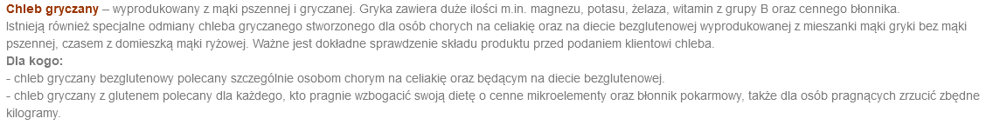 Chleb gryczany – wyprodukowany z mąki pszennej i gryczanej. Gryka zawiera duże ilości m.in. magnezu, potasu, żelaza, witamin z grupy B oraz cennego błonnika.
Istnieją również specjalne odmiany chleba gryczanego stworzonego dla osób chorych na celiakię oraz na diecie bezglutenowej wyprodukowanej z mieszanki mąki gryki bez mąki
pszennej, czasem z domieszką mąki ryżowej. Ważne jest dokładne sprawdzenie składu produktu przed podaniem klientowi chleba.
Dla kogo:
- chleb gryczany bezglutenowy polecany szczególnie osobom chorym na celiakię oraz będącym na diecie bezglutenowej.
- chleb gryczany z glutenem polecany dla każdego, kto pragnie wzbogacić swoją dietę o cenne mikroelementy oraz błonnik pokarmowy, także dla osób pragnących zrzucić zbędne
kilogramy.